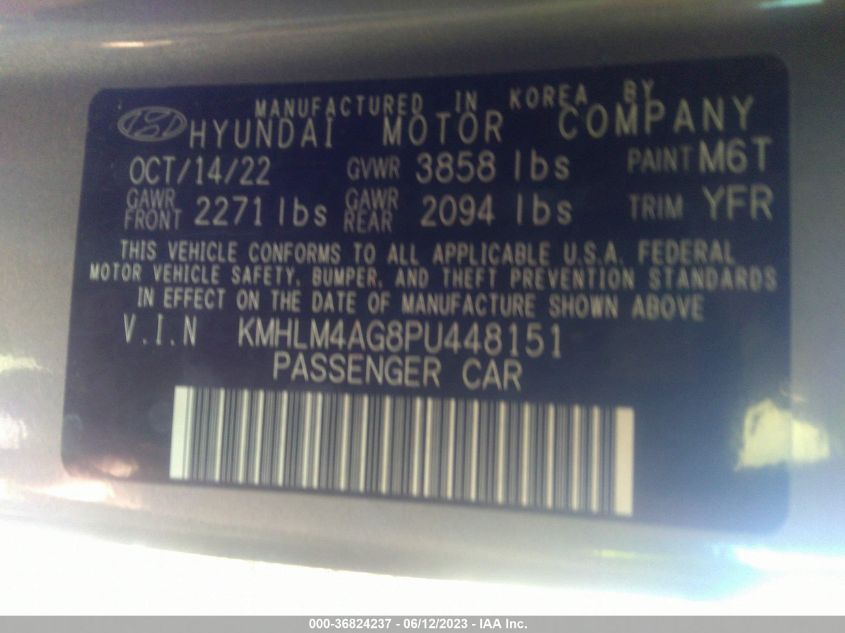 MANUFACTURED IN KOREA BY
HYUNDAI MOTOR COMPANY
OCT/14/22 GVWR 3858 lbs PAINT M6T
GAWR FRONT 2271 lbs GAWR REAR 2094 lbs TRIM YFR
THIS VEHICLE CONFORMS TO ALL APPLICABLE U.S.A. FEDERAL
MOTOR VEHICLE SAFETY, BUMPER, AND THEFT PREVENTION STANDARDS
IN EFFECT ON THE DATE OF MANUFACTURE SHOWN ABOVE
V.I.N KMHLM4AG8PU448151
PASSENGER CAR
000-36824237 - 06/12/2023 - IAA Inc.